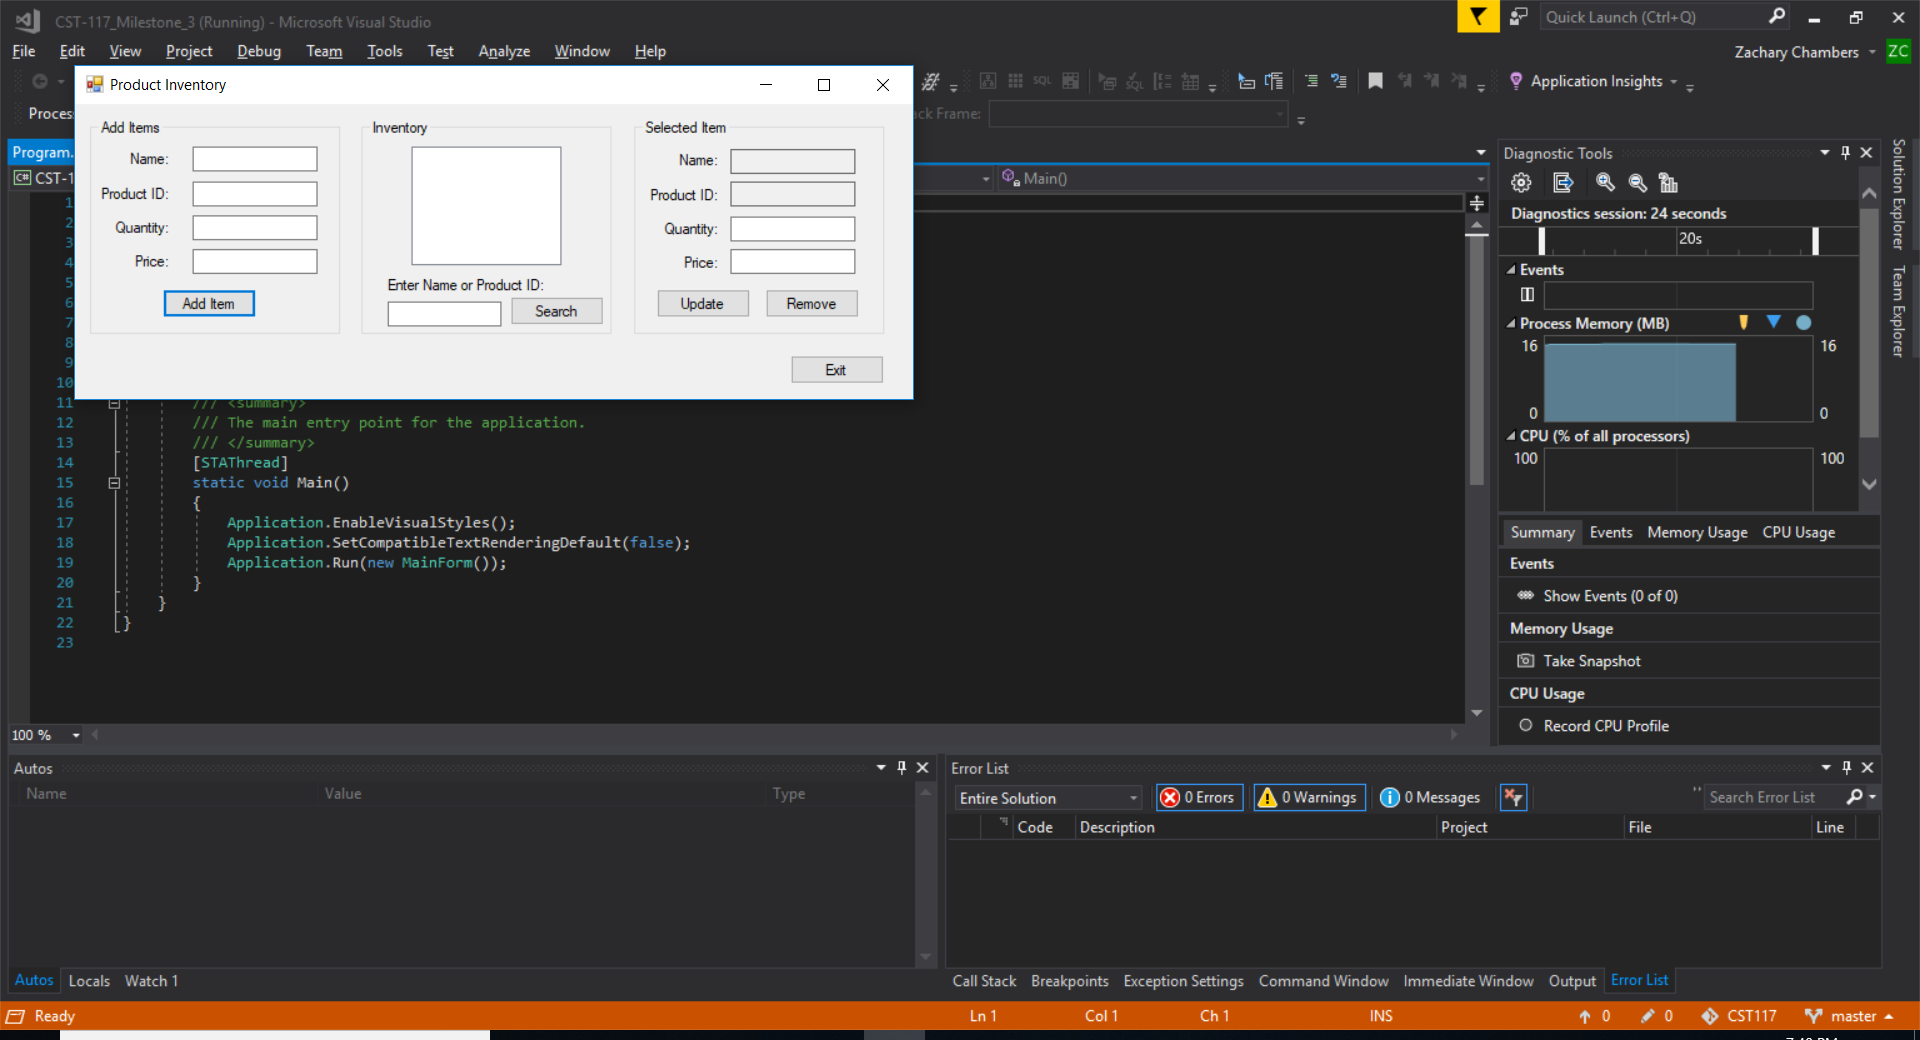 CST-117_Milestone_3 (Running) - Microsoft Visual Studio
Quick Launch (Ctrl+Q)
File Edit View Project Debug Team Tools Test Analyze Window Help
Zachary Chambers ZC
Product Inventory
SQL
Application Insights
Proces
ck Frame:
Add Items
Name:
Product ID:
Quantity:
Price:
Add Item
Inventory
Enter Name or Product ID:
Search
Selected Item
Name:
Product ID:
Quantity:
Price:
Update Remove
Exit
Program.
C# CST-1
Main()
1
2
3
4
5
6
7
8
9
10
11 /// <summary>
12 /// The main entry point for the application.
13 /// </summary>
14 [STAThread]
15 static void Main()
16 {
17 Application.EnableVisualStyles();
18 Application.SetCompatibleTextRenderingDefault(false);
19 Application.Run(new MainForm());
20 }
21 }
22 }
23
100 %
Diagnostic Tools
Diagnostics session: 24 seconds
20s
Events
Process Memory (MB)
16 16
0 0
CPU (% of all processors)
100 100
Summary Events Memory Usage CPU Usage
Events
Show Events (0 of 0)
Memory Usage
Take Snapshot
CPU Usage
Record CPU Profile
Solution Explorer
Team Explorer
Autos
Name Value Type
Autos Locals Watch 1
Error List
Entire Solution 0 Errors 0 Warnings 0 Messages Search Error List
Code Description Project File Line
Call Stack Breakpoints Exception Settings Command Window Immediate Window Output Error List
Ready Ln 1 Col 1 Ch 1 INS 0 0 CST117 master